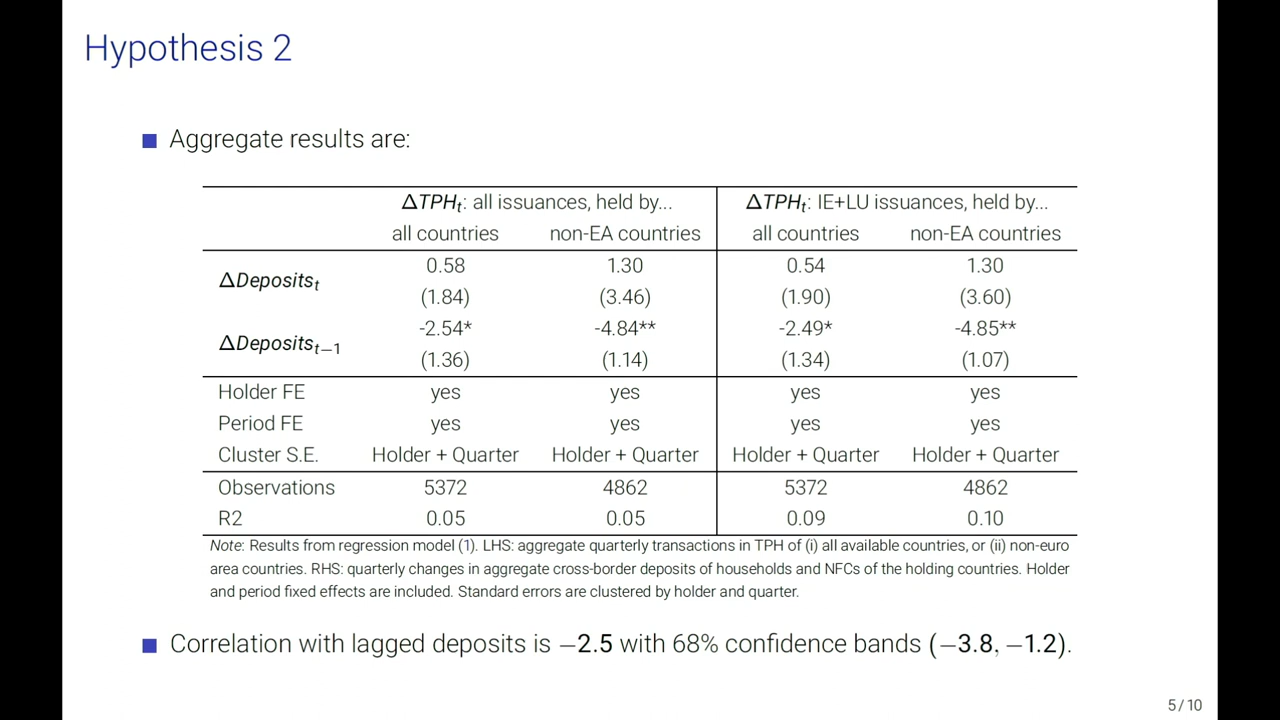 Hypothesis 2
Aggregate results are:
ΔTPHₜ: all issuances, held by... ΔTPHₜ: IE+LU issuances, held by...
all countries non-EA countries all countries non-EA countries
ΔDepositsₜ 0.58 1.30 0.54 1.30
(1.84) (3.46) (1.90) (3.60)
ΔDepositsₜ₋₁ -2.54* -4.84** -2.49* -4.85**
(1.36) (1.14) (1.34) (1.07)
Holder FE yes yes yes yes
Period FE yes yes yes yes
Cluster S.E. Holder + Quarter Holder + Quarter Holder + Quarter Holder + Quarter
Observations 5372 4862 5372 4862
R2 0.05 0.05 0.09 0.10
Note: Results from regression model (1). LHS: aggregate quarterly transactions in TPH of (i) all available countries, or (ii) non-euro
area countries. RHS: quarterly changes in aggregate cross-border deposits of households and NFCs of the holding countries. Holder
and period fixed effects are included. Standard errors are clustered by holder and quarter.
Correlation with lagged deposits is −2.5 with 68% confidence bands (−3.8, −1.2).
5 / 10